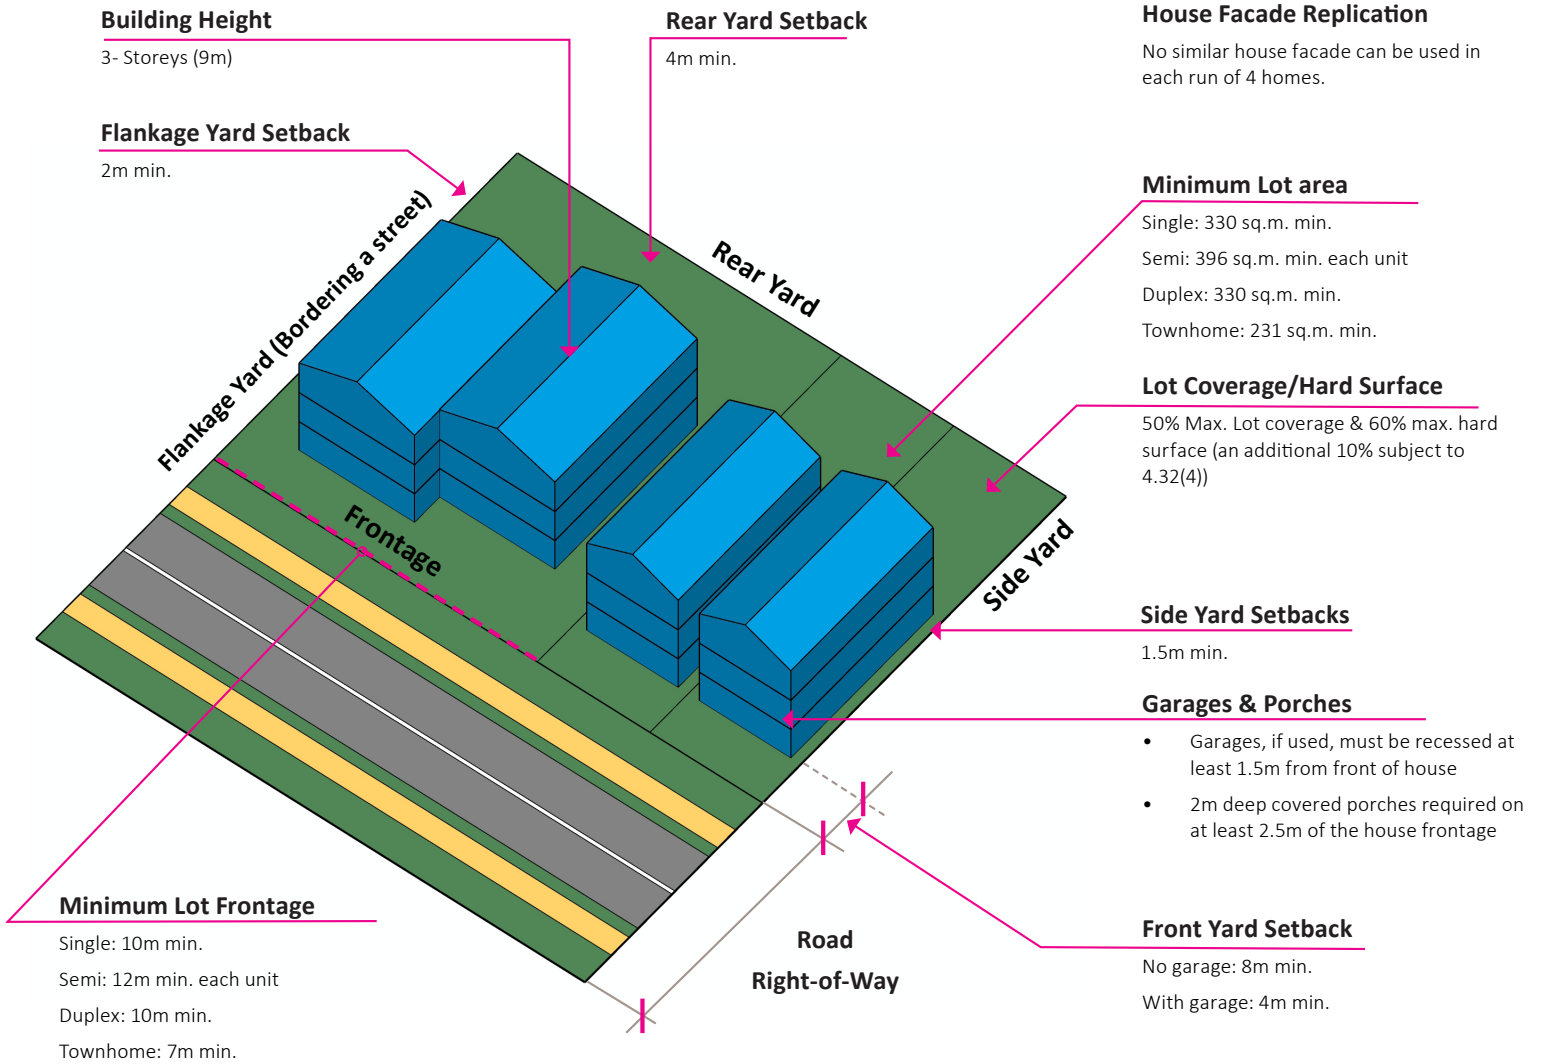 Building Height
3- Storeys (9m)
Flankage Yard Setback
2m min.
Rear Yard Setback
4m min.
House Facade Replication
No similar house facade can be used in
each run of 4 homes.
Minimum Lot area
Single: 330 sq.m. min.
Semi: 396 sq.m. min. each unit
Duplex: 330 sq.m. min.
Townhome: 231 sq.m. min.
Lot Coverage/Hard Surface
50% Max. Lot coverage & 60% max. hard
surface (an additional 10% subject to
4.32(4))
Flankage Yard (Bordering a street)
Rear Yard
Frontage
Side Yard
Side Yard Setbacks
1.5m min.
Garages & Porches
• Garages, if used, must be recessed at
least 1.5m from front of house
• 2m deep covered porches required on
at least 2.5m of the house frontage
Minimum Lot Frontage
Single: 10m min.
Semi: 12m min. each unit
Duplex: 10m min.
Townhome: 7m min.
Road
Right-of-Way
Front Yard Setback
No garage: 8m min.
With garage: 4m min.